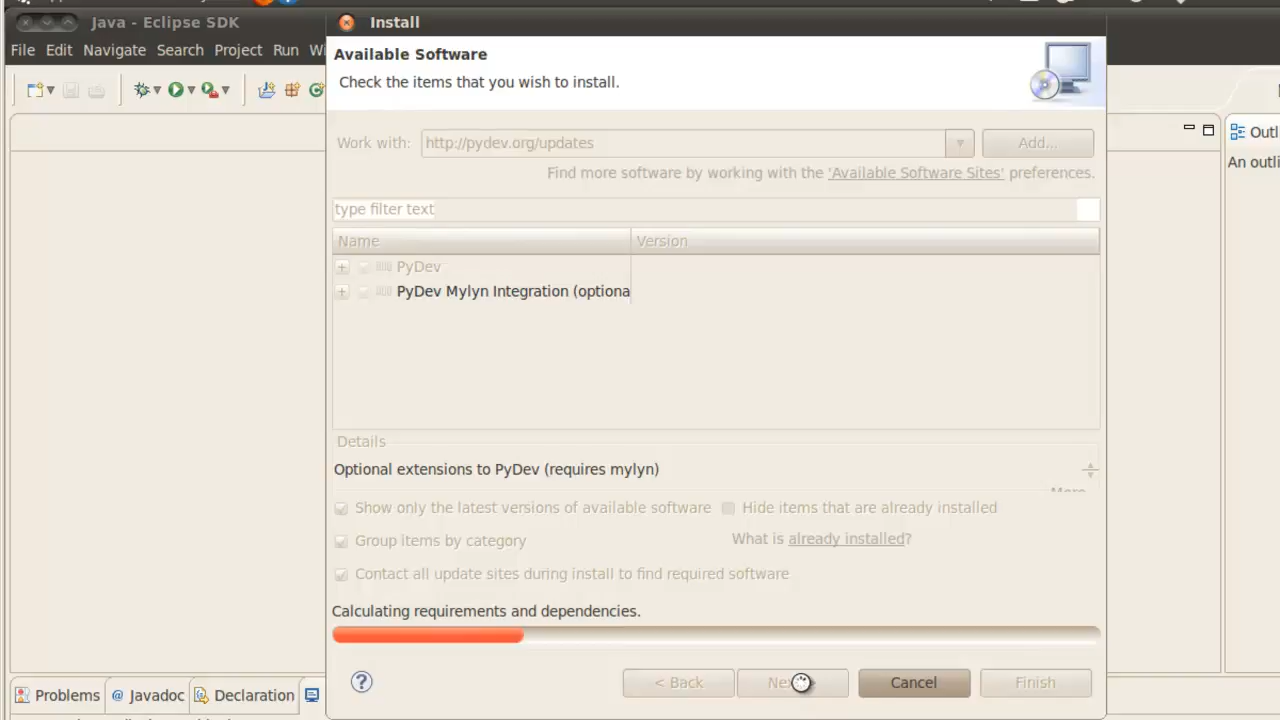 Java - Eclipse SDK
Install
File Edit Navigate Search Project Run
Available Software
Check the items that you wish to install.
Work with: http://pydev.org/updates Add...
Find more software by working with the 'Available Software Sites' preferences.
type filter text
Name Version
PyDev
PyDev Mylyn Integration (optiona
Details
Optional extensions to PyDev (requires mylyn)
Show only the latest versions of available software Hide items that are already installed
Group items by category What is already installed?
Contact all update sites during install to find required software
Calculating requirements and dependencies.
< Back Cancel Finish
Problems @ Javadoc Declaration
Outl
An outli